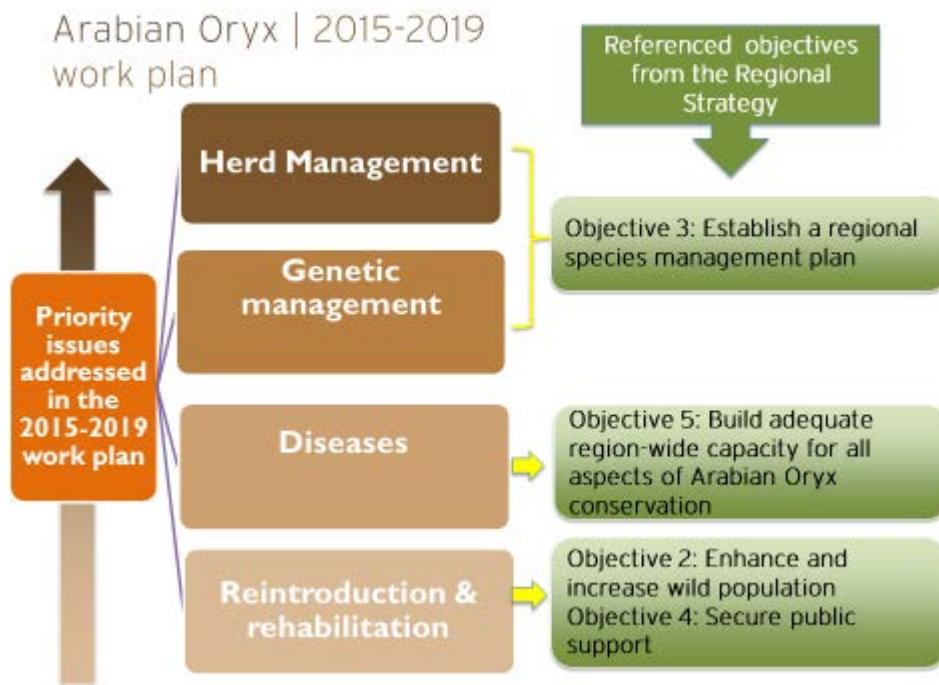 Arabian Oryx | 2015-2019
work plan
Referenced objectives
from the Regional
Strategy
Priority
issues
addressed
in the
2015-2019
work plan
Herd Management
Genetic
management
Objective 3: Establish a regional
species management plan
Diseases
Objective 5: Build adequate
region-wide capacity for all
aspects of Arabian Oryx
conservation
Reintroduction &
rehabilitation
Objective 2: Enhance and
increase wild population
Objective 4: Secure public
support